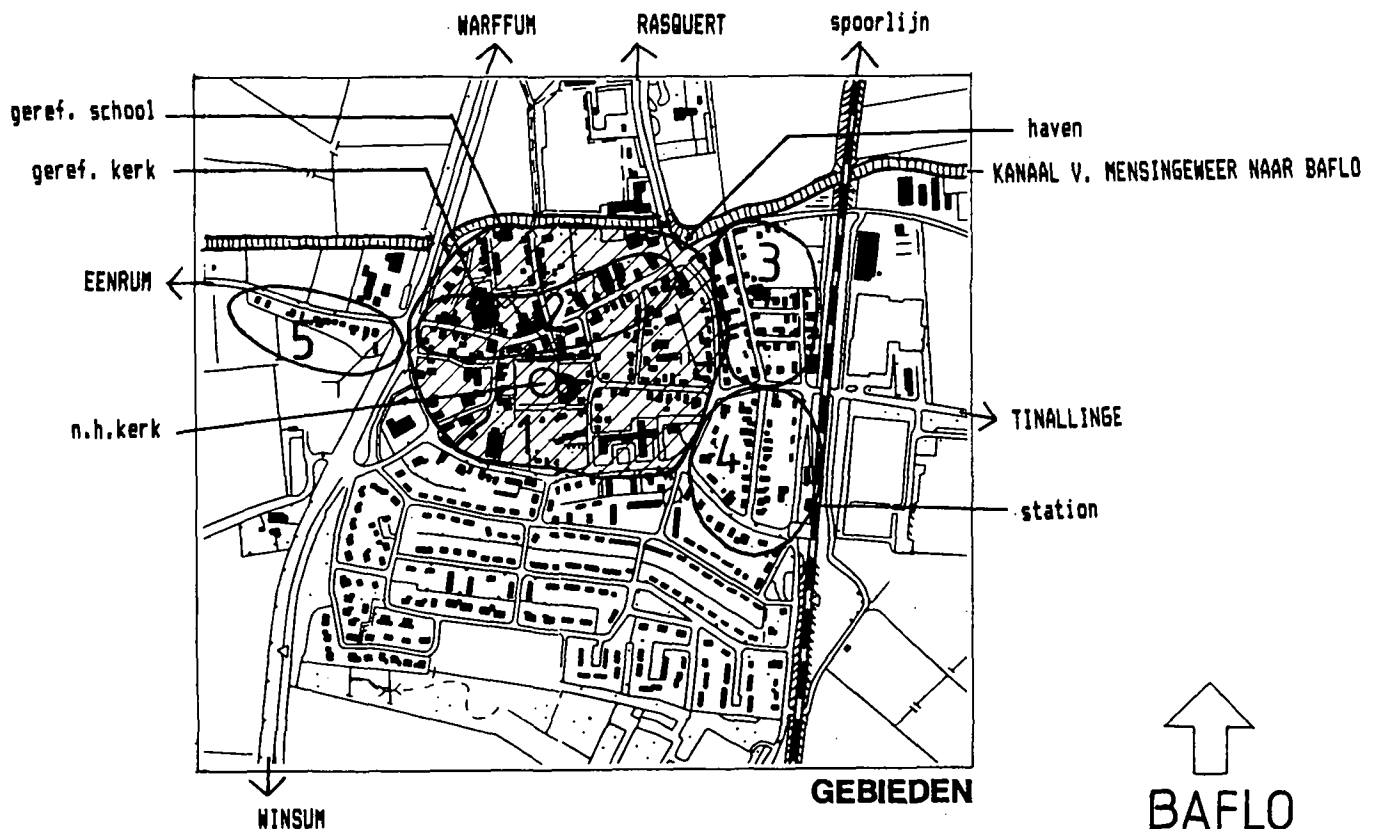 WARFFUM
RASQUERT
spoorlijn
geref. school
haven
geref. kerk
KANAAL V. MENSINGEWEER NAAR BAFLO
3
EENRUM
2
5
n.h.kerk
1
TINALLINGE
4
station
GEBIEDEN
WINSUM
BAFLO